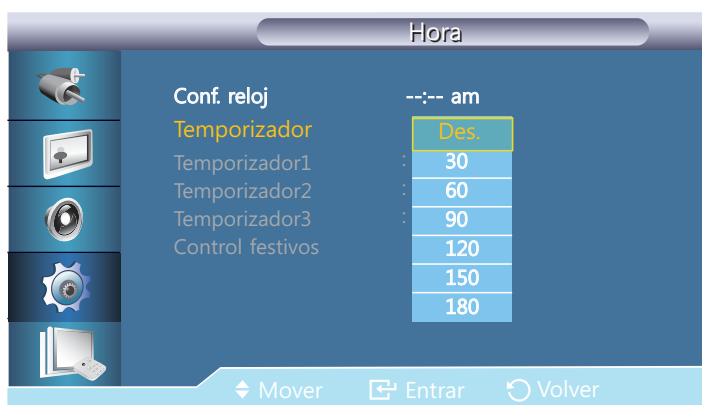 Hora
Conf. reloj --:-- am
Temporizador Des.
Temporizador1 : 30
Temporizador2 : 60
Temporizador3 : 90
Control festivos 120
150
180
Mover Entrar Volver